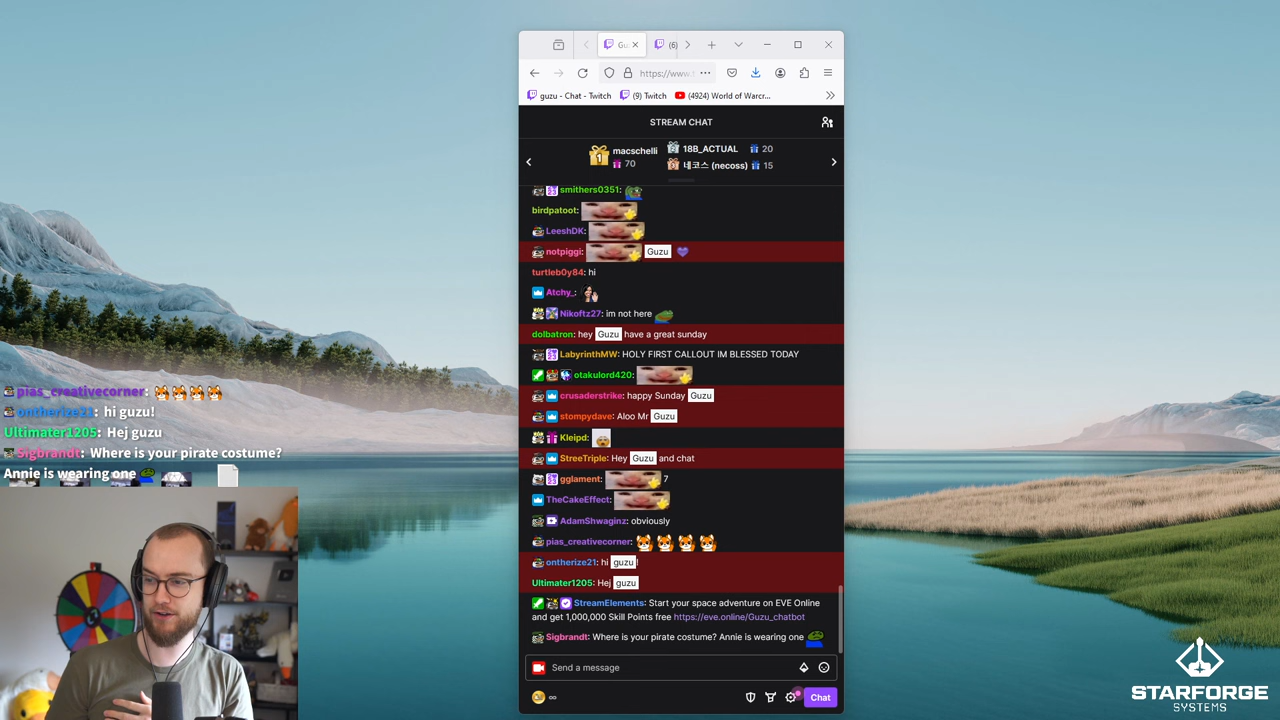 Gu
(6)
https://www.t
guzu - Chat - Twitch
(9) Twitch
(4924) World of Warcr...
STREAM CHAT
macschelli
70
18B_ACTUAL 20
네코스 (necoss) 15
smithers0351:
birdpatoot:
LeeshDK:
notpiggi: Guzu
turtleb0y84: hi
Atchy_:
Nikoftz27: im not here
dolbatron: hey Guzu have a great sunday
LabyrinthMW: HOLY FIRST CALLOUT IM BLESSED TODAY
otakulord420:
crusaderstrike: happy Sunday Guzu
stompydave: Aloo Mr Guzu
Kleipd:
StreeTriple: Hey Guzu and chat
gglament: 7
TheCakeEffect:
AdamShwaginz: obviously
pias_creativecorner:
ontherize21: hi guzu!
Ultimater1205: Hej guzu
StreamElements: Start your space adventure on EVE Online
and get 1,000,000 Skill Points free https://eve.online/Guzu_chatbot
Sigbrandt: Where is your pirate costume? Annie is wearing one
Send a message
Chat
pias_creativecorner:
ontherize21: hi guzu!
Ultimater1205: Hej guzu
Sigbrandt: Where is your pirate costume?
Annie is wearing one
STARFORGE
SYSTEMS